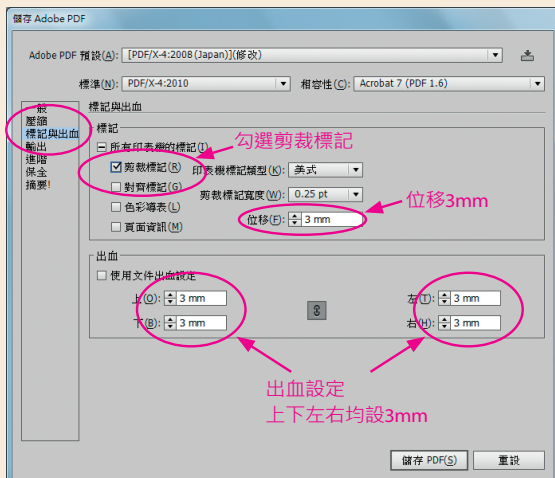 儲存 Adobe PDF
Adobe PDF 預設(A): [PDF/X-4:2008 (Japan)](修改)
標準(N): PDF/X-4:2010 相容性(C): Acrobat 7 (PDF 1.6)
一般
壓縮
標記與出血
輸出
進階
保全
摘要!
標記與出血
標記
所有印表機的標記(I)
勾選剪裁標記
剪裁標記(R) 印表機標記類型(K): 美式
對齊標記(G) 剪裁標記寬度(W): 0.25 pt
位移3mm
色彩導表(L) 位移(F): 3 mm
頁面資訊(M)
出血
使用文件出血設定
上(O): 3 mm 左(T): 3 mm
下(B): 3 mm 右(H): 3 mm
出血設定
上下左右均設3mm
儲存 PDF(S) 重設